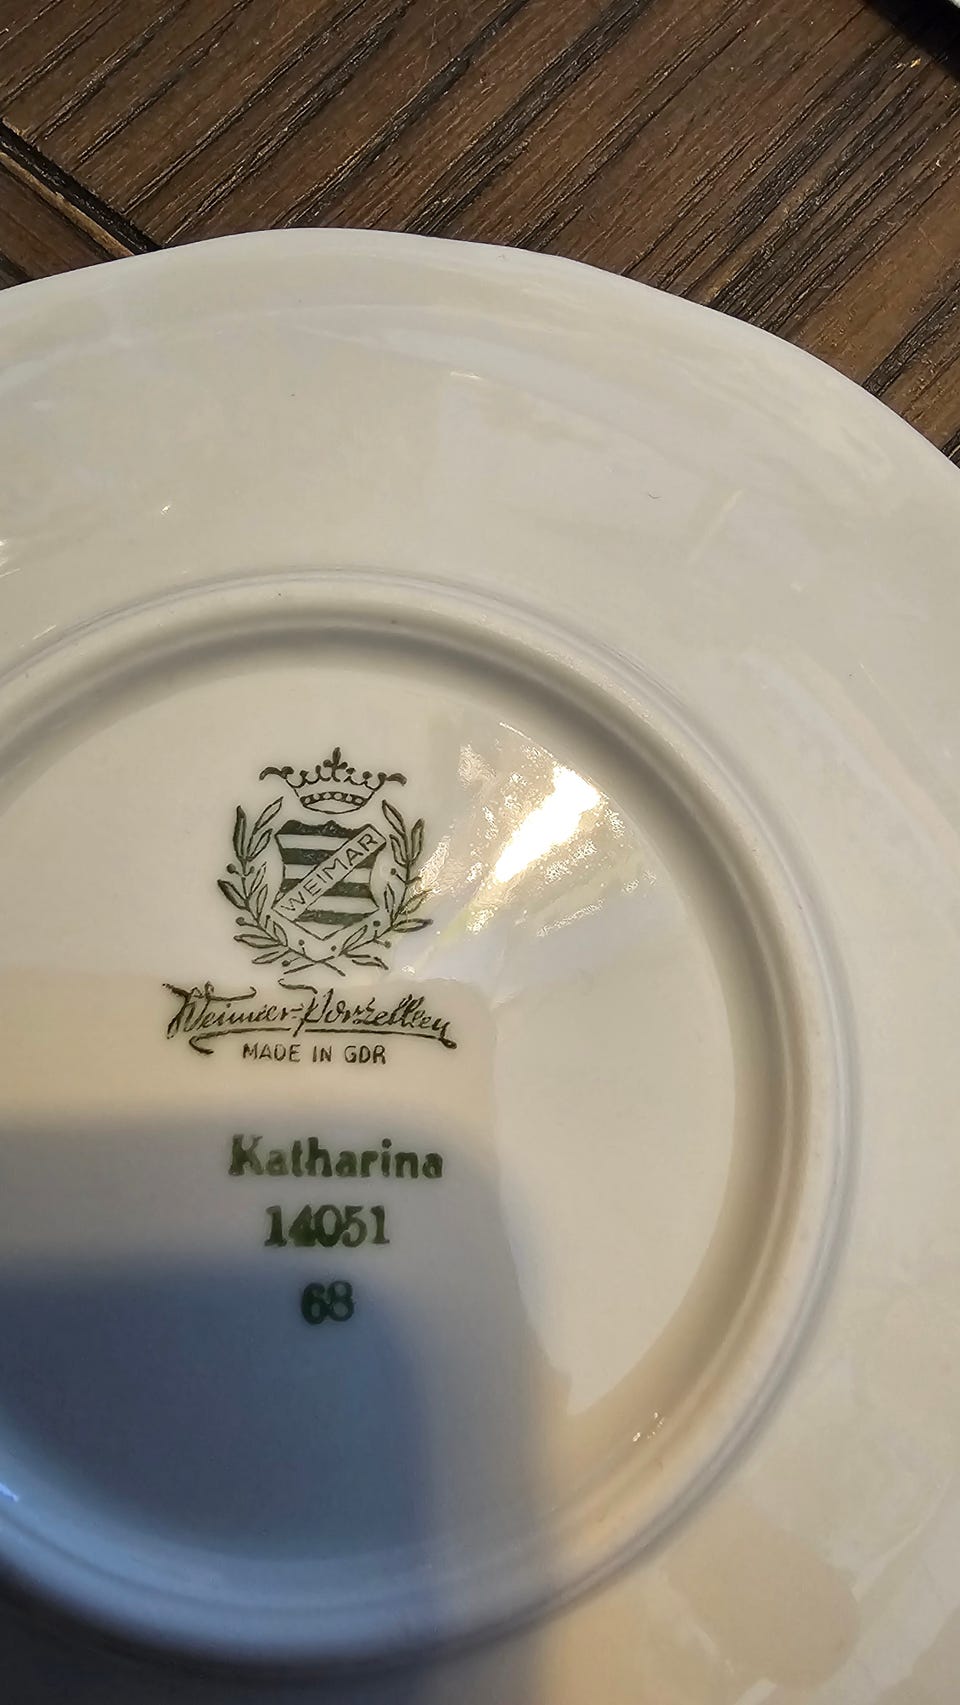 WEIMAR
Weimar-Porzellan
MADE IN GDR
Katharina
14051
68